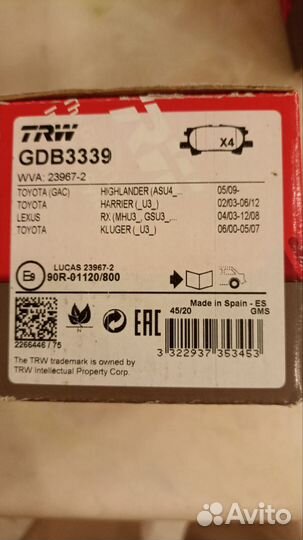 TRW
X4
GDB3339
WVA: 23967-2
TOYOTA (GAC) HIGHLANDER (ASU4_... 05/09-
TOYOTA HARRIER (_U3_) 02/03-06/12
LEXUS RX (MHU3_, GSU3_,... 04/03-12/08
TOYOTA KLUGER (_U3_) 06/00-05/07
E9
LUCAS 23967-2
90R-01120/800
Made in Spain - ES
45/20 GMS
EAC
2266446 / 75
3 322937 353453
The TRW trademark is owned by
TRW Intellectual Property Corp.
Avito